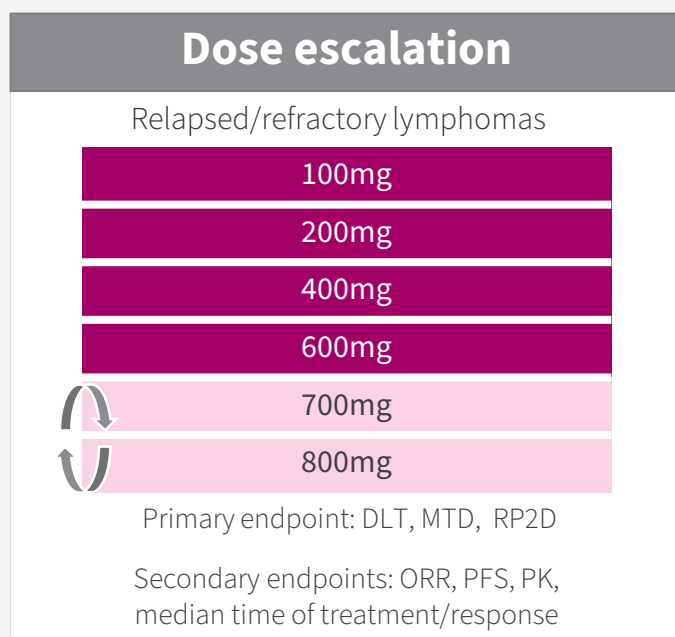 Dose escalation
Relapsed/refractory lymphomas
100mg
200mg
400mg
600mg
700mg
800mg
Primary endpoint: DLT, MTD, RP2D
Secondary endpoints: ORR, PFS, PK,
median time of treatment/response